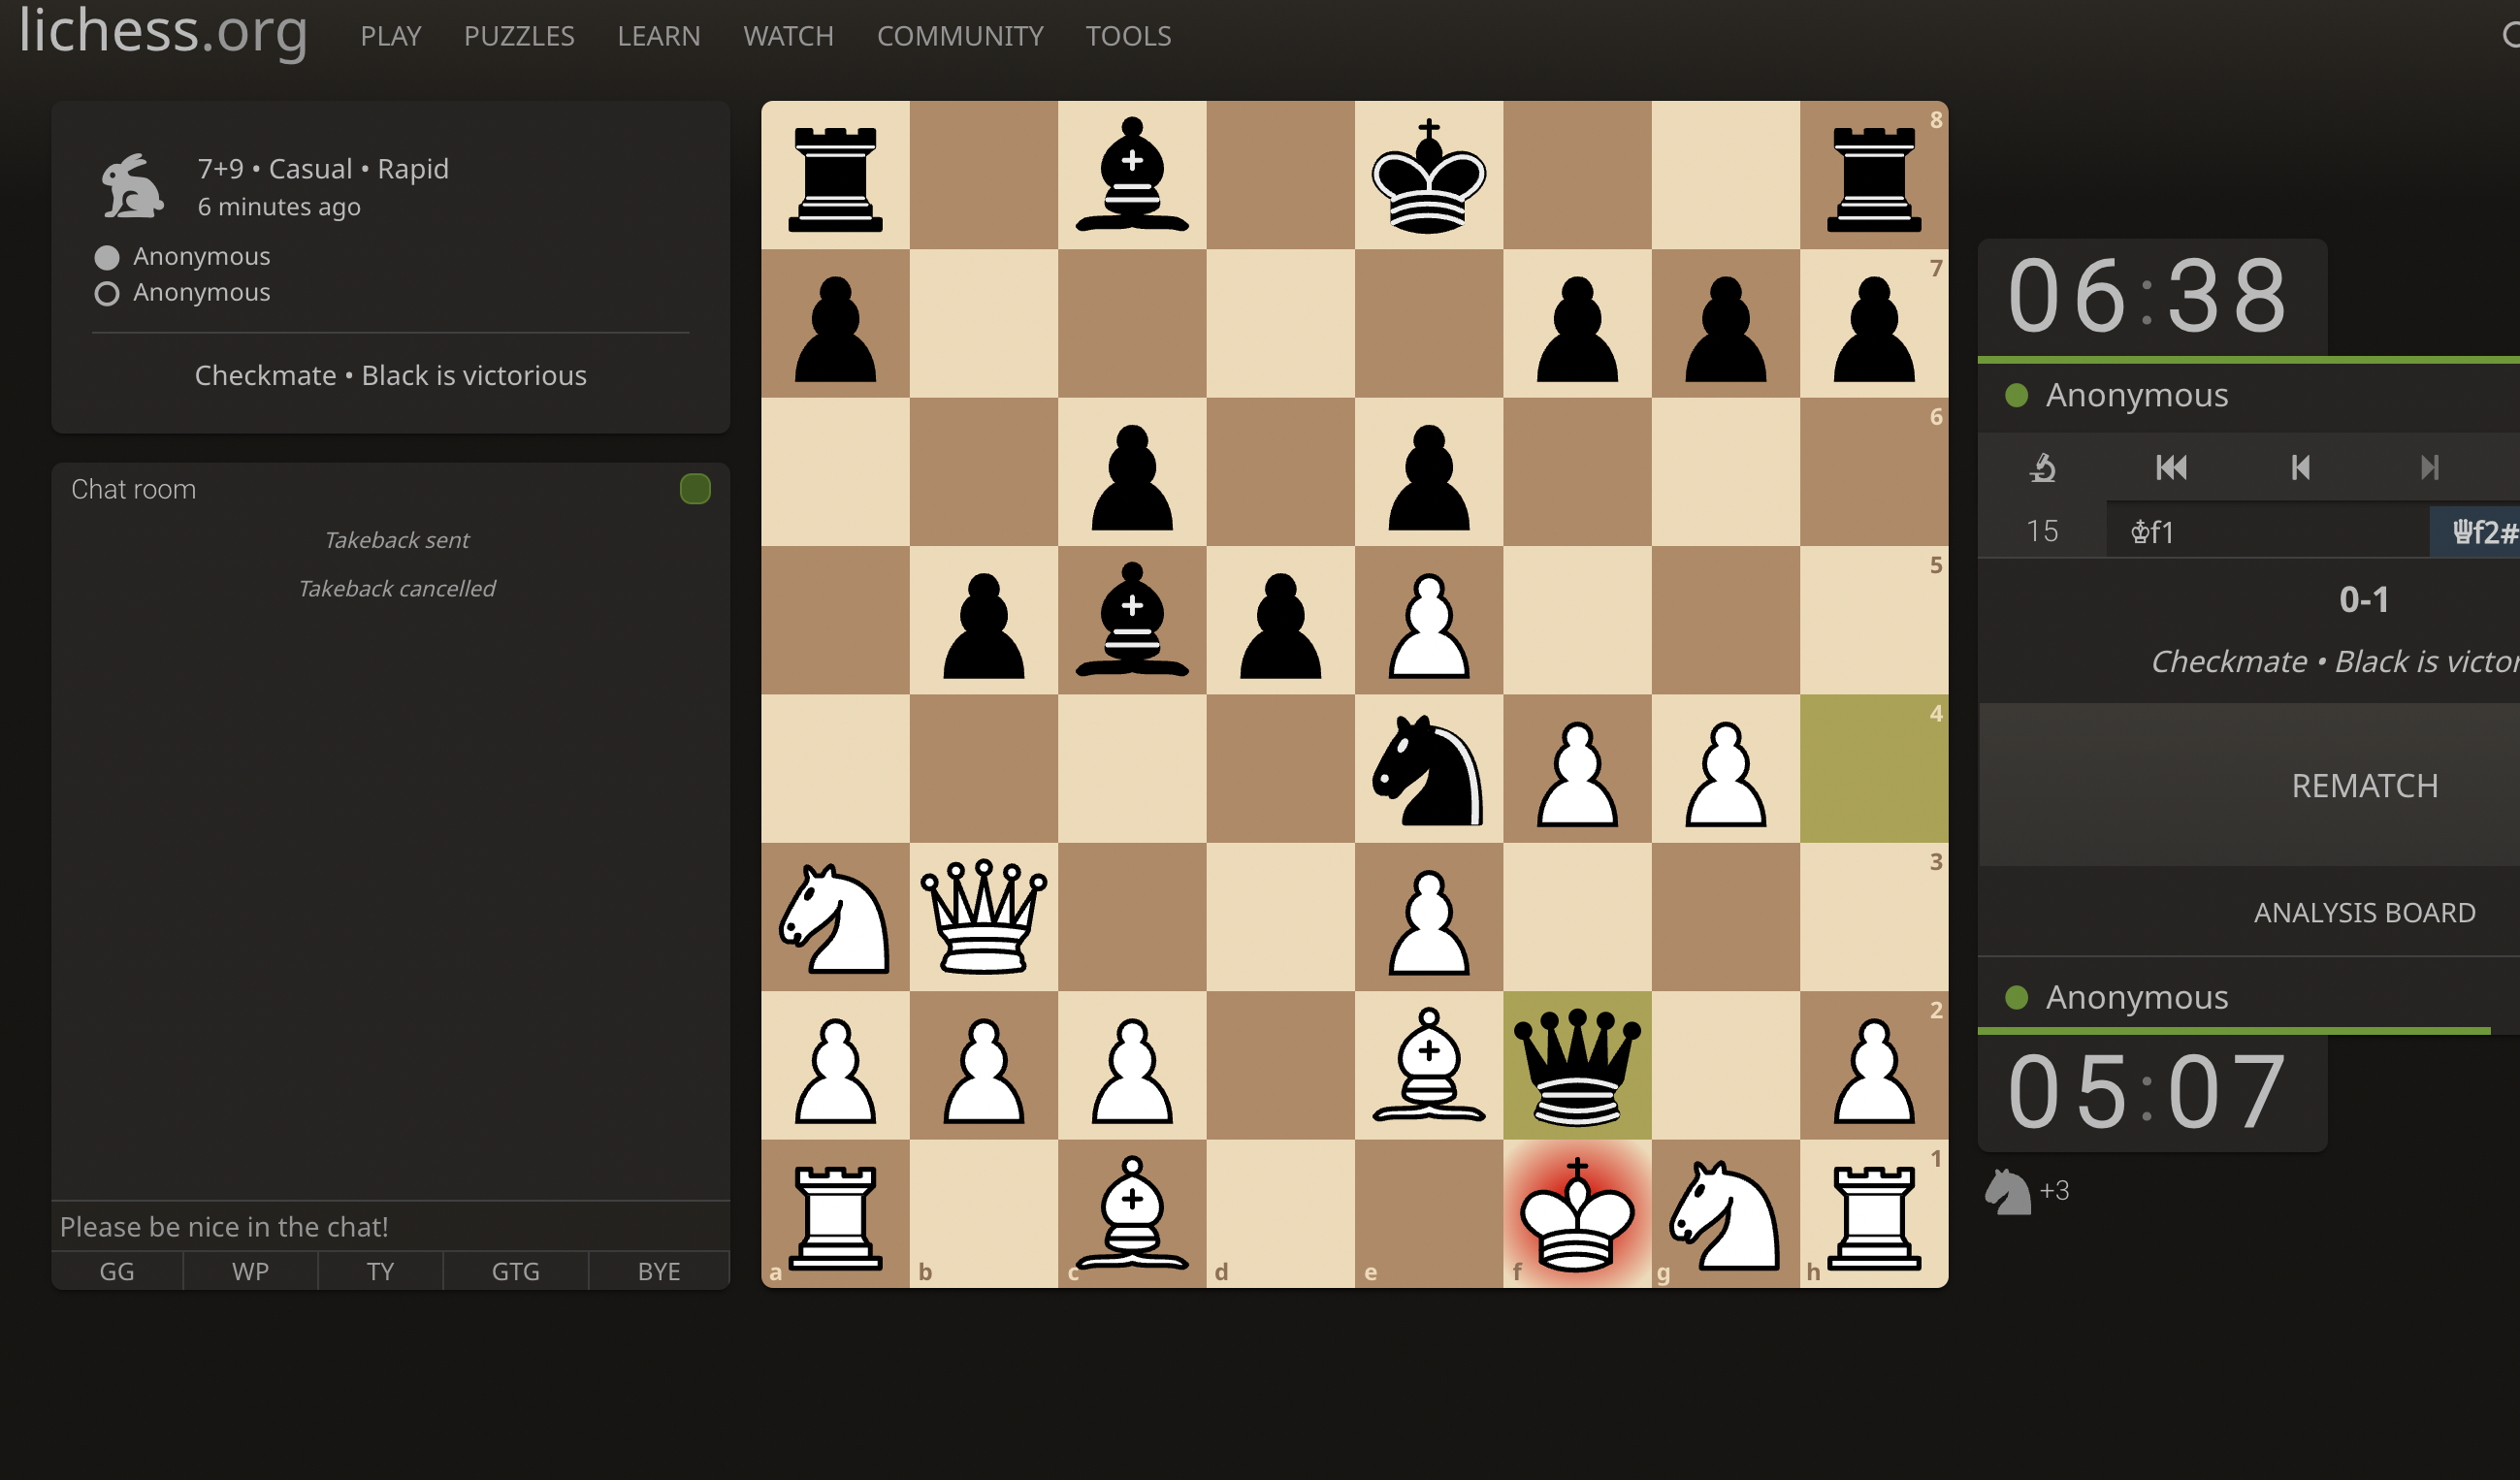 lichess.org PLAY PUZZLES LEARN WATCH COMMUNITY TOOLS
7+9 • Casual • Rapid
6 minutes ago
Anonymous
Anonymous
Checkmate • Black is victorious
Chat room
Takeback sent
Takeback cancelled
Please be nice in the chat!
GG WP TY GTG BYE
8
7
6
5
4
3
2
1
a b c d e f g h
06:38
Anonymous
15 ♔f1 ♕f2#
0-1
Checkmate • Black is victor
REMATCH
ANALYSIS BOARD
Anonymous
05:07
+3